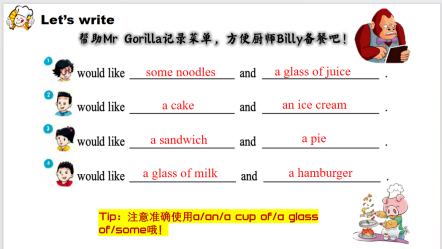 Let's write
帮助Mr Gorilla记录菜单，方便厨师Billy备餐吧！
1 would like some noodles and a glass of juice .
2 would like a cake and an ice cream .
3 would like a sandwich and a pie .
4 would like a glass of milk and a hamburger .
Tip：注意准确使用a/an/a cup of/a glass
of/some哦！